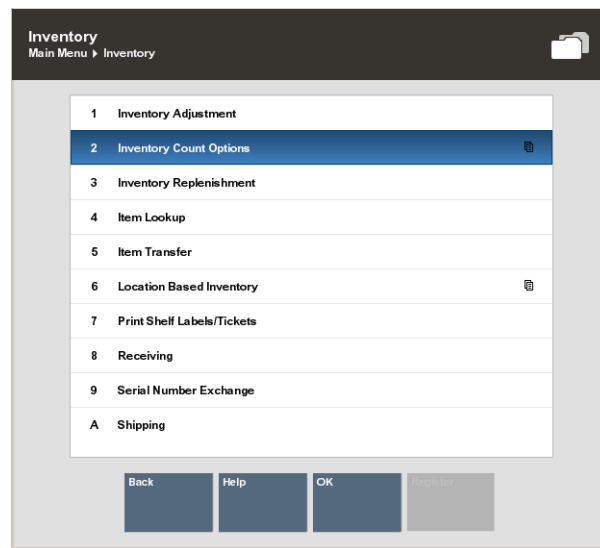 Inventory
Main Menu ▸ Inventory
1 Inventory Adjustment
2 Inventory Count Options
3 Inventory Replenishment
4 Item Lookup
5 Item Transfer
6 Location Based Inventory
7 Print Shelf Labels/Tickets
8 Receiving
9 Serial Number Exchange
A Shipping
Back Help OK Register